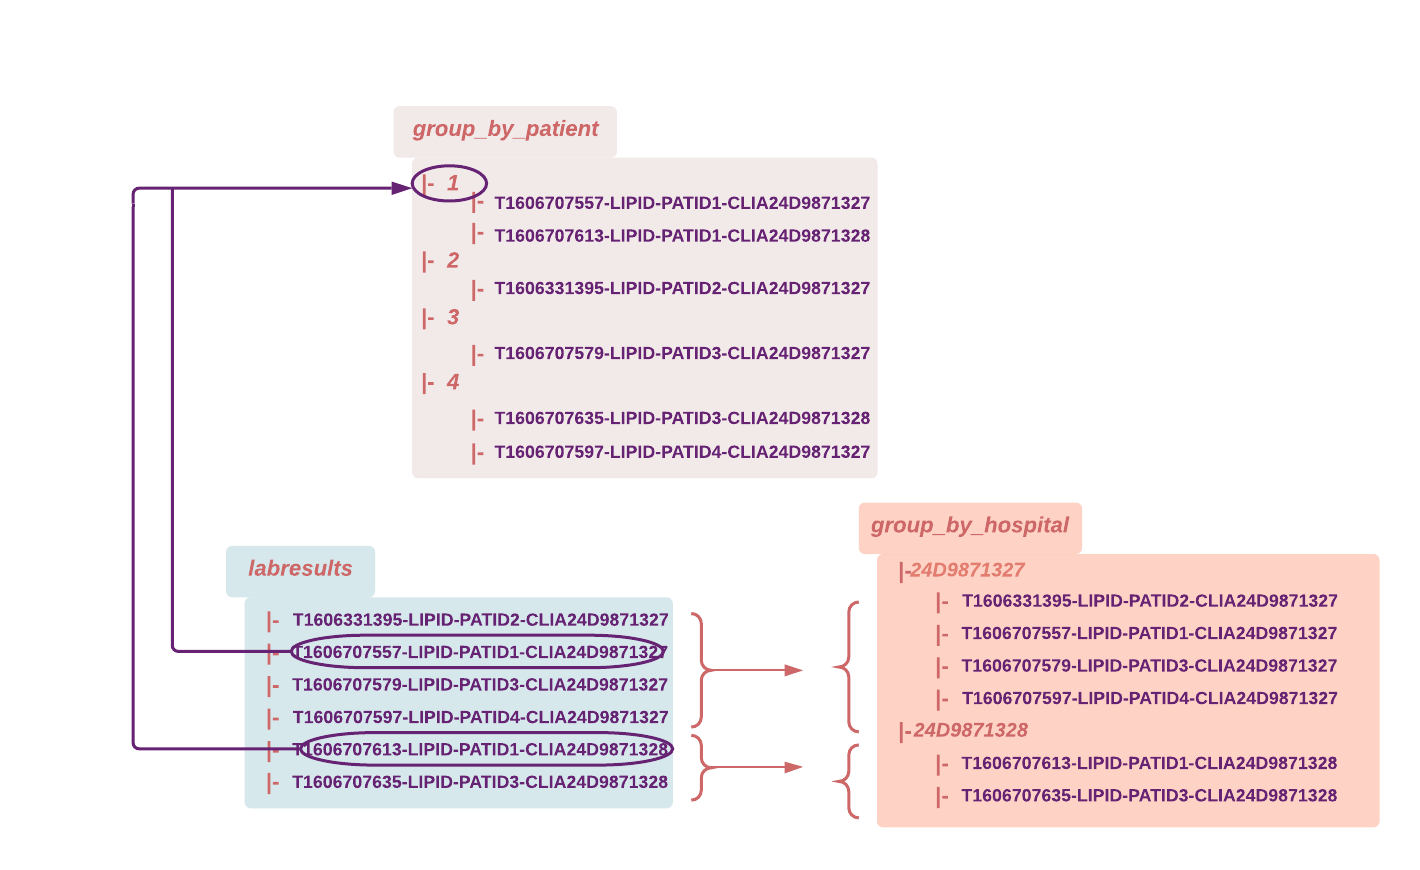 group_by_patient
|- 1
|- T1606707557-LIPID-PATID1-CLIA24D9871327
|- T1606707613-LIPID-PATID1-CLIA24D9871328
|- 2
|- T1606331395-LIPID-PATID2-CLIA24D9871327
|- 3
|- T1606707579-LIPID-PATID3-CLIA24D9871327
|- 4
|- T1606707635-LIPID-PATID3-CLIA24D9871328
|- T1606707597-LIPID-PATID4-CLIA24D9871327
labresults
|- T1606331395-LIPID-PATID2-CLIA24D9871327
|- T1606707557-LIPID-PATID1-CLIA24D9871327
|- T1606707579-LIPID-PATID3-CLIA24D9871327
|- T1606707597-LIPID-PATID4-CLIA24D9871327
|- T1606707613-LIPID-PATID1-CLIA24D9871328
|- T1606707635-LIPID-PATID3-CLIA24D9871328
group_by_hospital
|-24D9871327
|- T1606331395-LIPID-PATID2-CLIA24D9871327
|- T1606707557-LIPID-PATID1-CLIA24D9871327
|- T1606707579-LIPID-PATID3-CLIA24D9871327
|- T1606707597-LIPID-PATID4-CLIA24D9871327
|-24D9871328
|- T1606707613-LIPID-PATID1-CLIA24D9871328
|- T1606707635-LIPID-PATID3-CLIA24D9871328